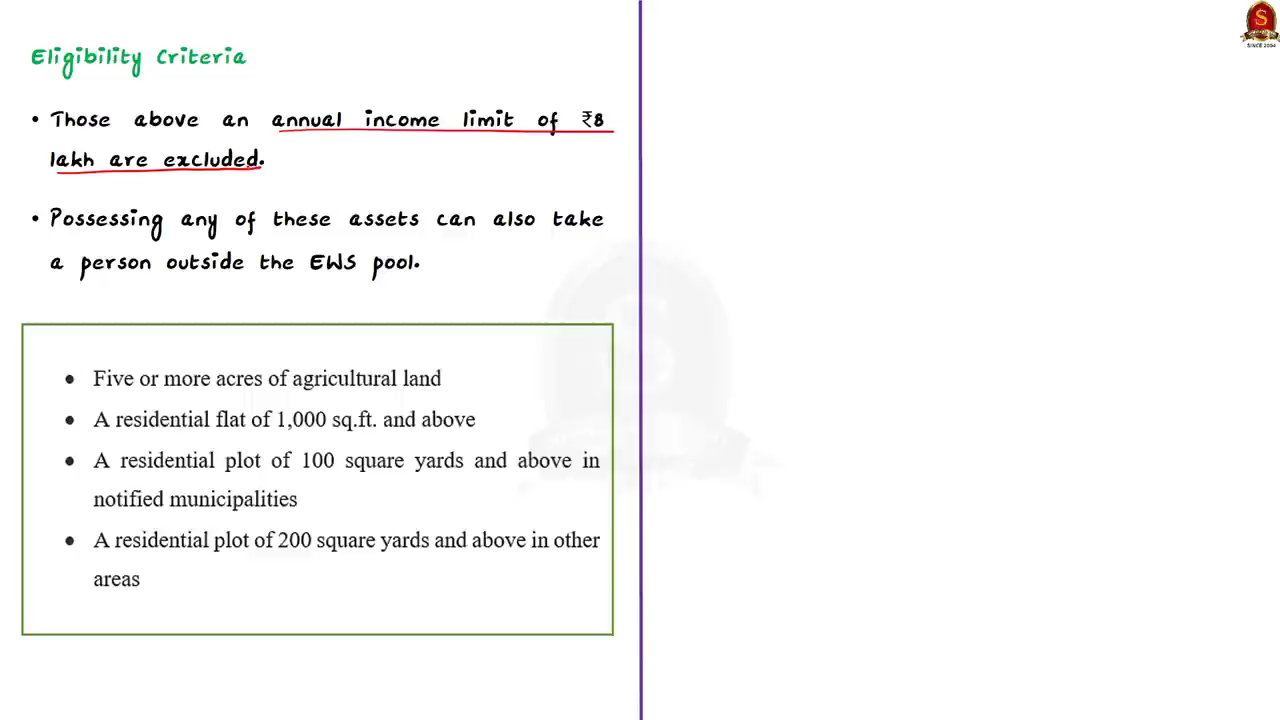 S
SINCE 2004
Eligibility Criteria
• Those above an annual income limit of ₹8
lakh are excluded.
• Possessing any of these assets can also take
a person outside the EWS pool.
• Five or more acres of agricultural land
• A residential flat of 1,000 sq.ft. and above
• A residential plot of 100 square yards and above in
notified municipalities
• A residential plot of 200 square yards and above in other
areas